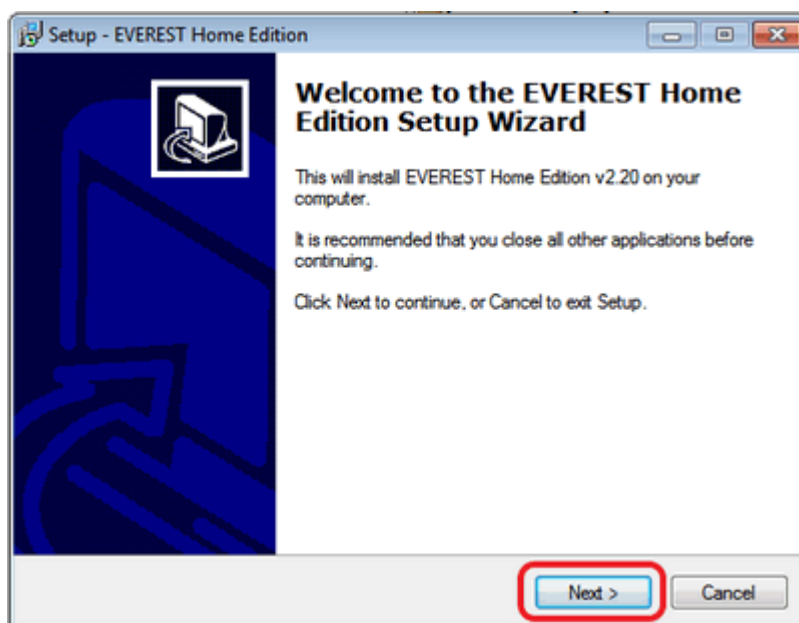 Setup - EVEREST Home Edition
Welcome to the EVEREST Home
Edition Setup Wizard
This will install EVEREST Home Edition v2.20 on your
computer.
It is recommended that you close all other applications before
continuing.
Click Next to continue, or Cancel to exit Setup.
Next >
Cancel